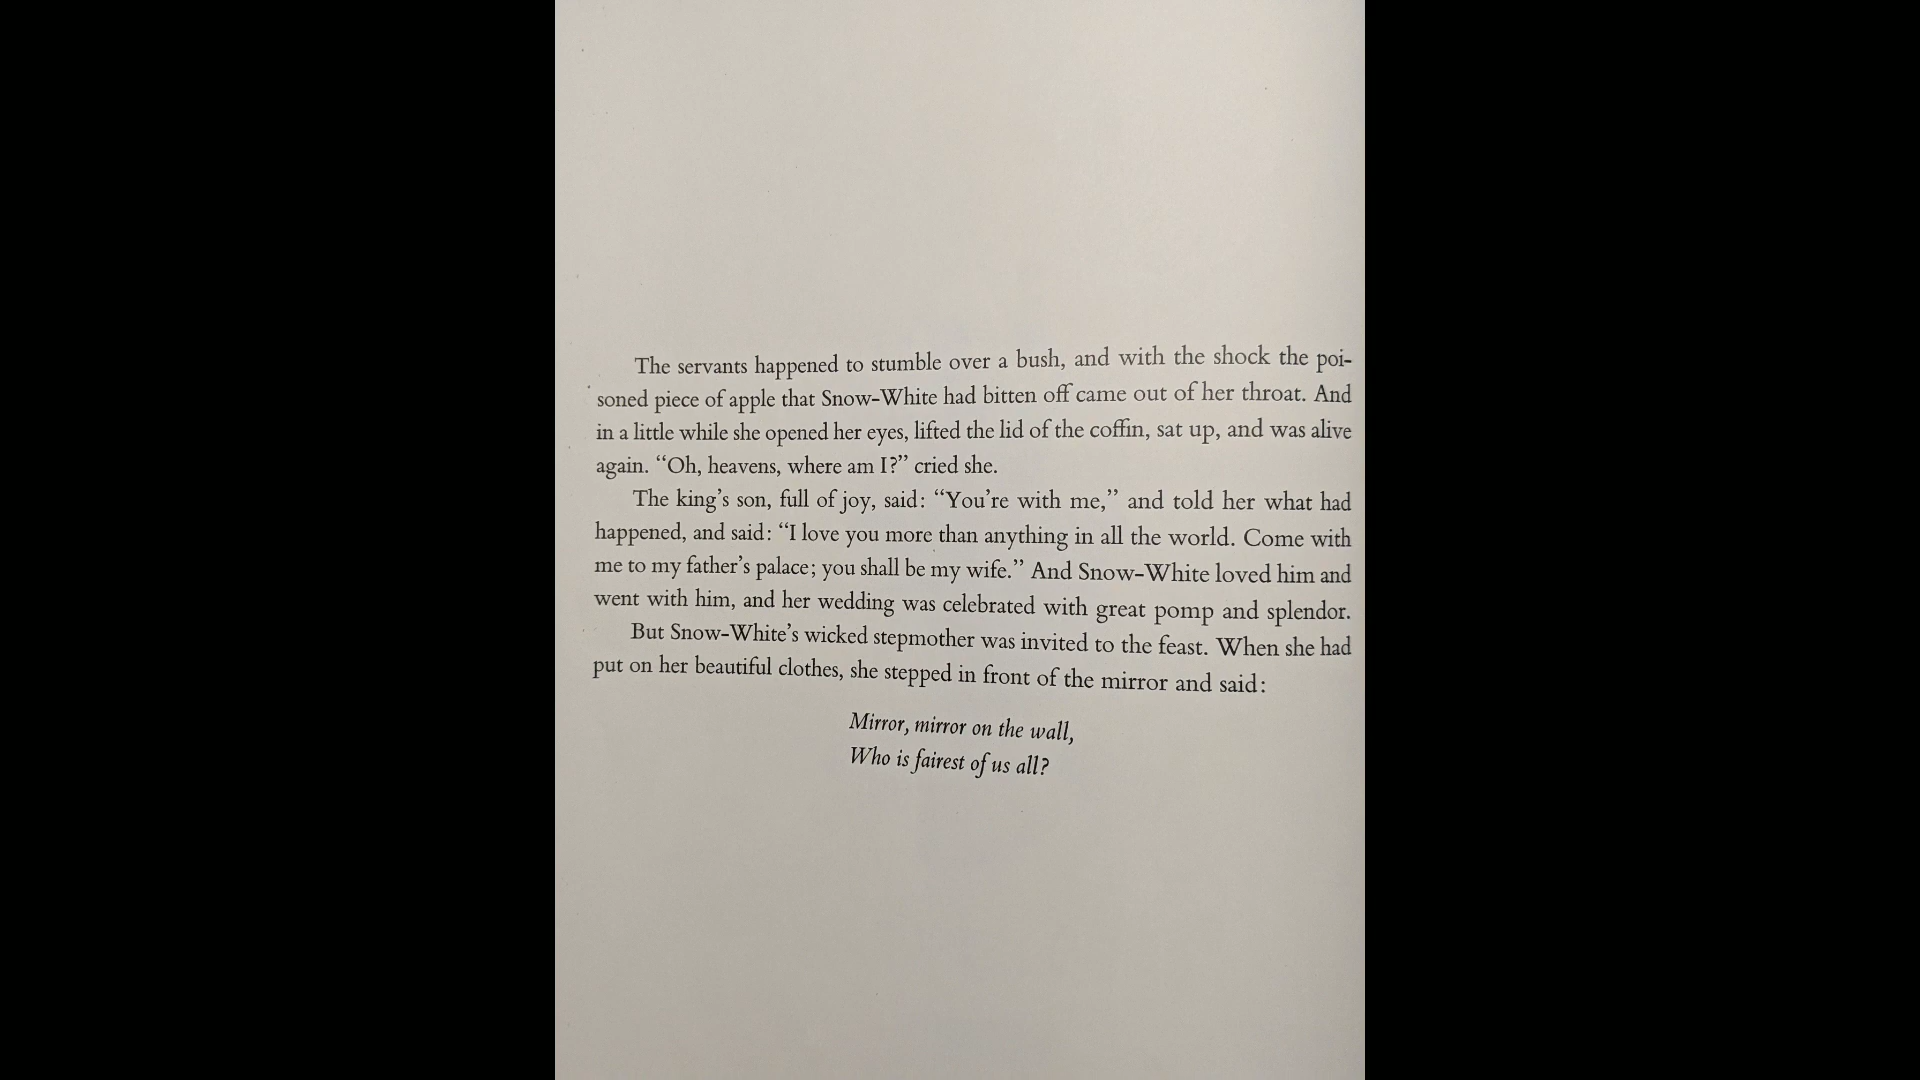 The servants happened to stumble over a bush, and with the shock the poi-
soned piece of apple that Snow-White had bitten off came out of her throat. And
in a little while she opened her eyes, lifted the lid of the coffin, sat up, and was alive
again. “Oh, heavens, where am I?” cried she.
The king’s son, full of joy, said: “You’re with me,” and told her what had
happened, and said: “I love you more than anything in all the world. Come with
me to my father’s palace; you shall be my wife.” And Snow-White loved him and
went with him, and her wedding was celebrated with great pomp and splendor.
But Snow-White’s wicked stepmother was invited to the feast. When she had
put on her beautiful clothes, she stepped in front of the mirror and said:
Mirror, mirror on the wall,
Who is fairest of us all?